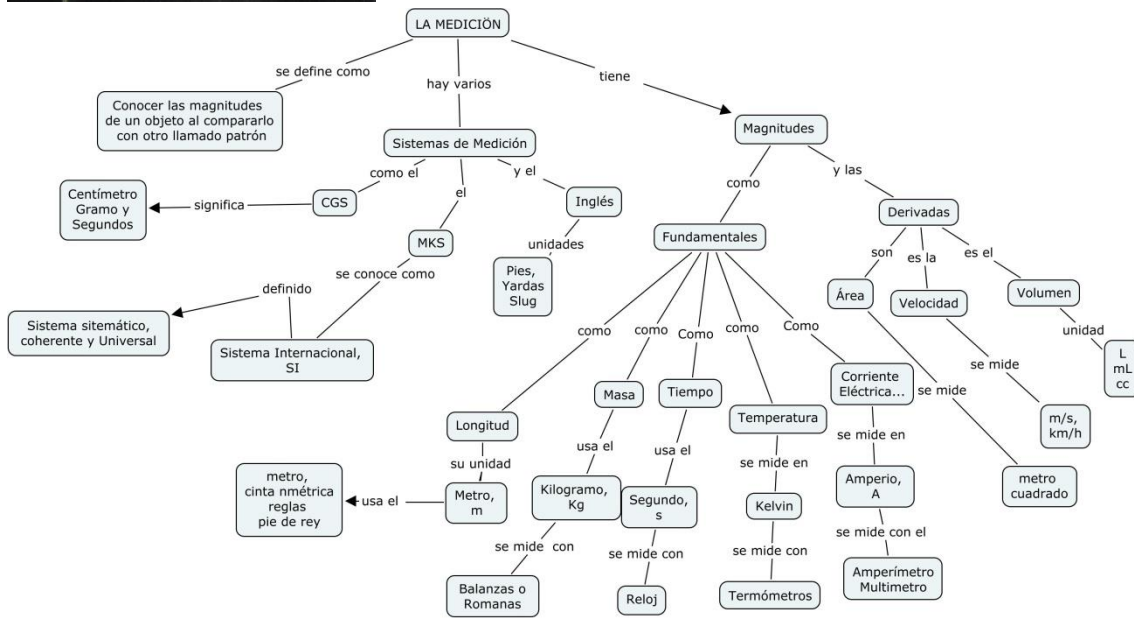 LA MEDICIÖN
se define como
hay varios
tiene
Conocer las magnitudes
de un objeto al compararlo
con otro llamado patrón
Sistemas de Medición
Magnitudes
como el
el
y el
como
y las
Centímetro
Gramo y
Segundos
significa
CGS
MKS
Inglés
Fundamentales
Derivadas
se conoce como
unidades
Pies,
Yardas
Slug
son
es la
es el
Área
Velocidad
Volumen
definido
Sistema sitemático,
coherente y Universal
Sistema Internacional,
SI
como
como
Como
como
Como
se mide
se mide
unidad
L
mL
cc
Longitud
Masa
Tiempo
Temperatura
Corriente
Eléctrica...
m/s,
km/h
metro
cuadrado
su unidad
usa el
usa el
se mide en
se mide en
metro,
cinta nmétrica
reglas
pie de rey
usa el
Metro,
m
Kilogramo,
Kg
Segundo,
s
Kelvin
Amperio,
A
se mide con
se mide con
se mide con
se mide con el
Balanzas o
Romanas
Reloj
Termómetros
Amperímetro
Multimetro